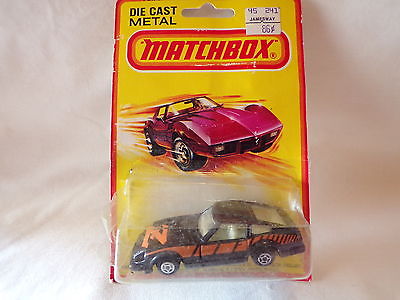 DIE CAST
METAL
45 241
JAMESWAY
86¢
MATCHBOX®
Z